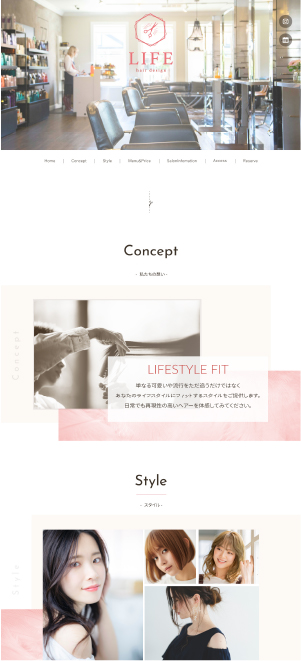 LIFE
hair design
Home | Concept | Style | Menu&Price | Saloninfomation | Access | Reserve
Concept
- 私たちの想い -
Concept
LIFESTYLE FIT
単なる可愛いや流行をただ追うだけではなく
あなたのライフスタイルにフィットするスタイルをご提供します。
日常でも再現性の高いヘアーを体感してみてください。
Style
- スタイル -
Style